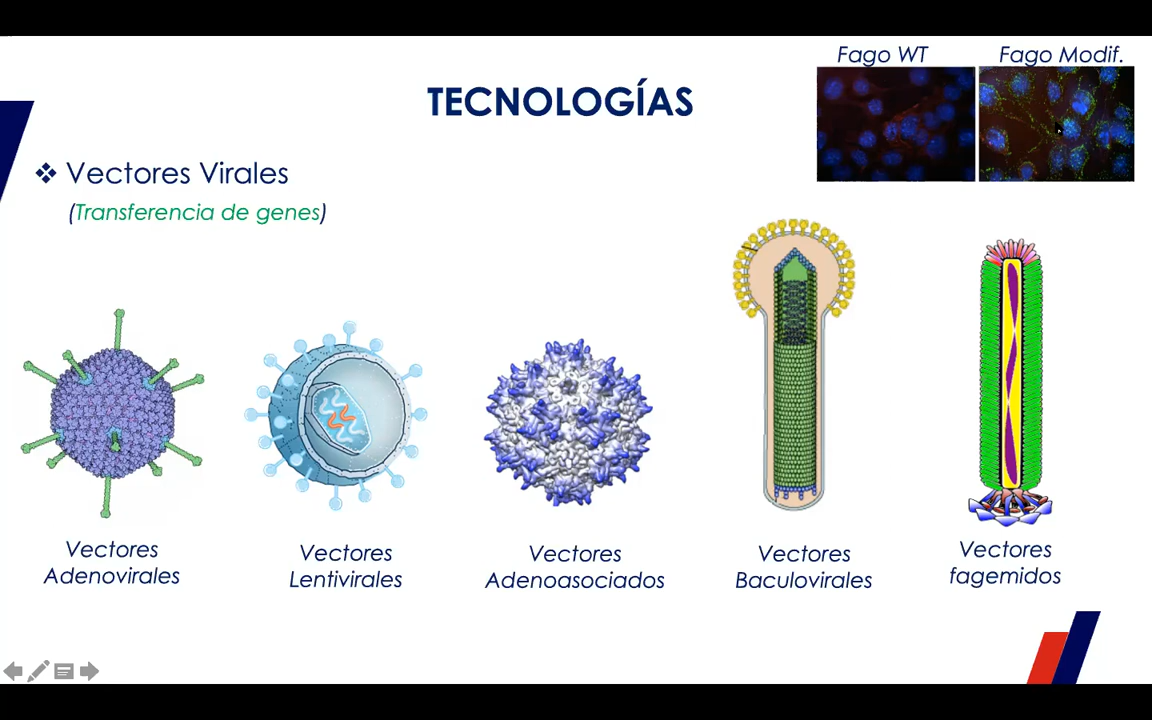 Fago WT
Fago Modif.
TECNOLOGÍAS
Vectores Virales
(Transferencia de genes)
Vectores
Adenovirales
Vectores
Lentivirales
Vectores
Adenoasociados
Vectores
Baculovirales
Vectores
fagemidos